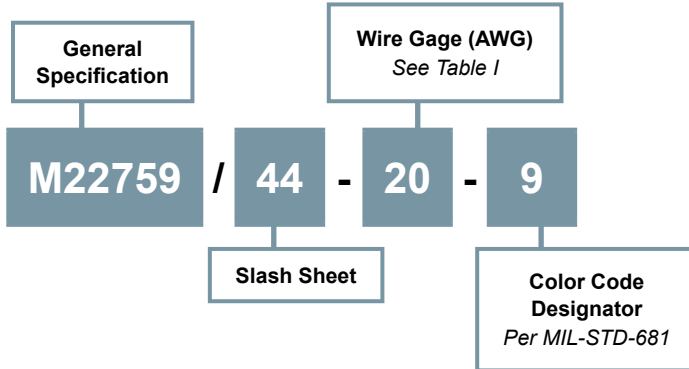 General
Specification
Wire Gage (AWG)
See Table I
M22759 / 44 - 20 - 9
Slash Sheet
Color Code
Designator
Per MIL-STD-681